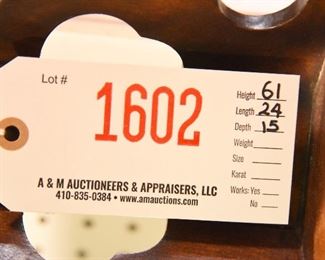 Lot #
1602
Height 61
Length 24
Depth 15
Weight
Size
Karat
Works: Yes
No
A & M AUCTIONEERS & APPRAISERS, LLC
410-835-0384 • www.amauctions.com